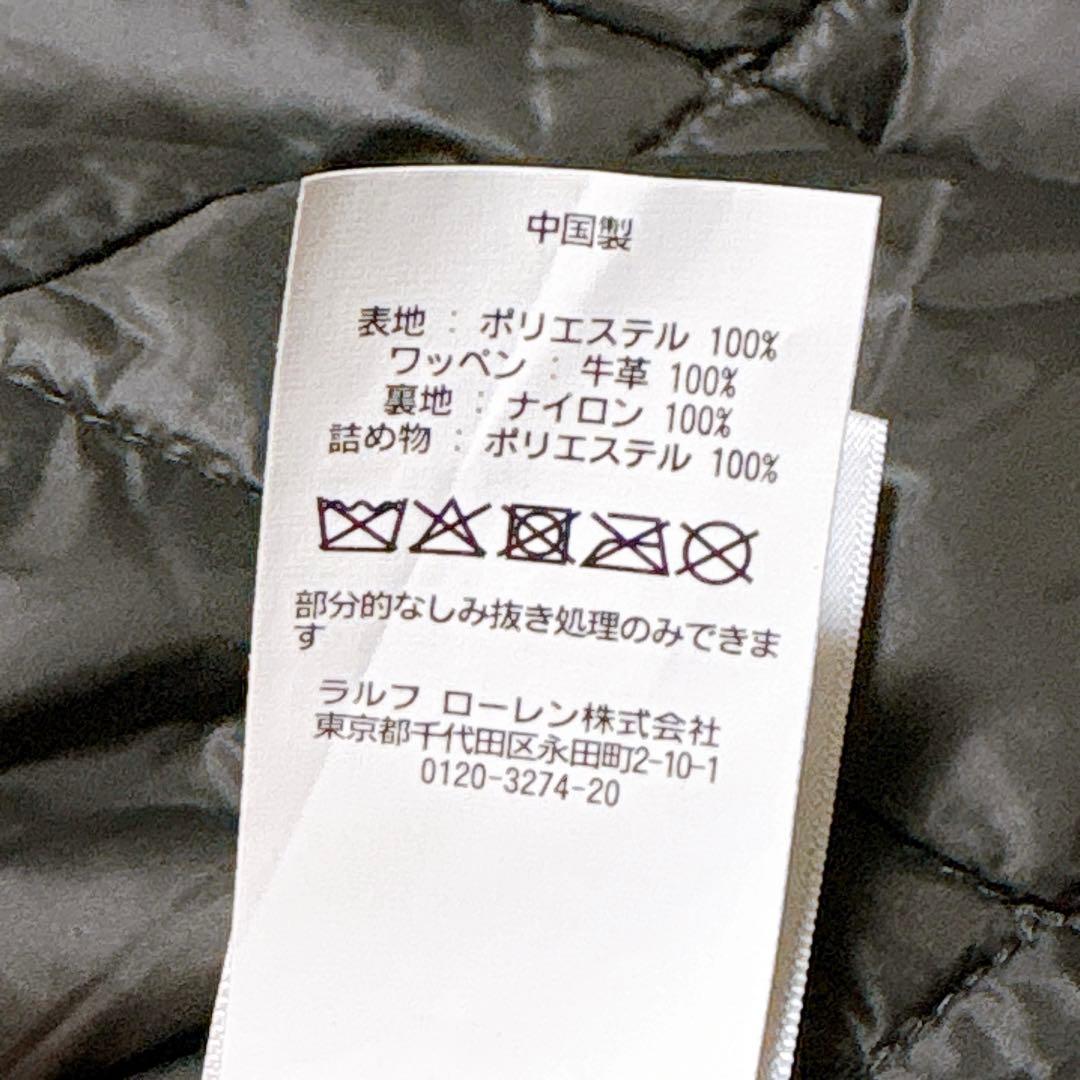 中国製
表地 : ポリエステル 100%
ワッペン : 牛革 100%
裏地 : ナイロン 100%
詰め物 : ポリエステル 100%
部分的なしみ抜き処理のみできま
す
ラルフ ローレン株式会社
東京都千代田区永田町2-10-1
0120-3274-20